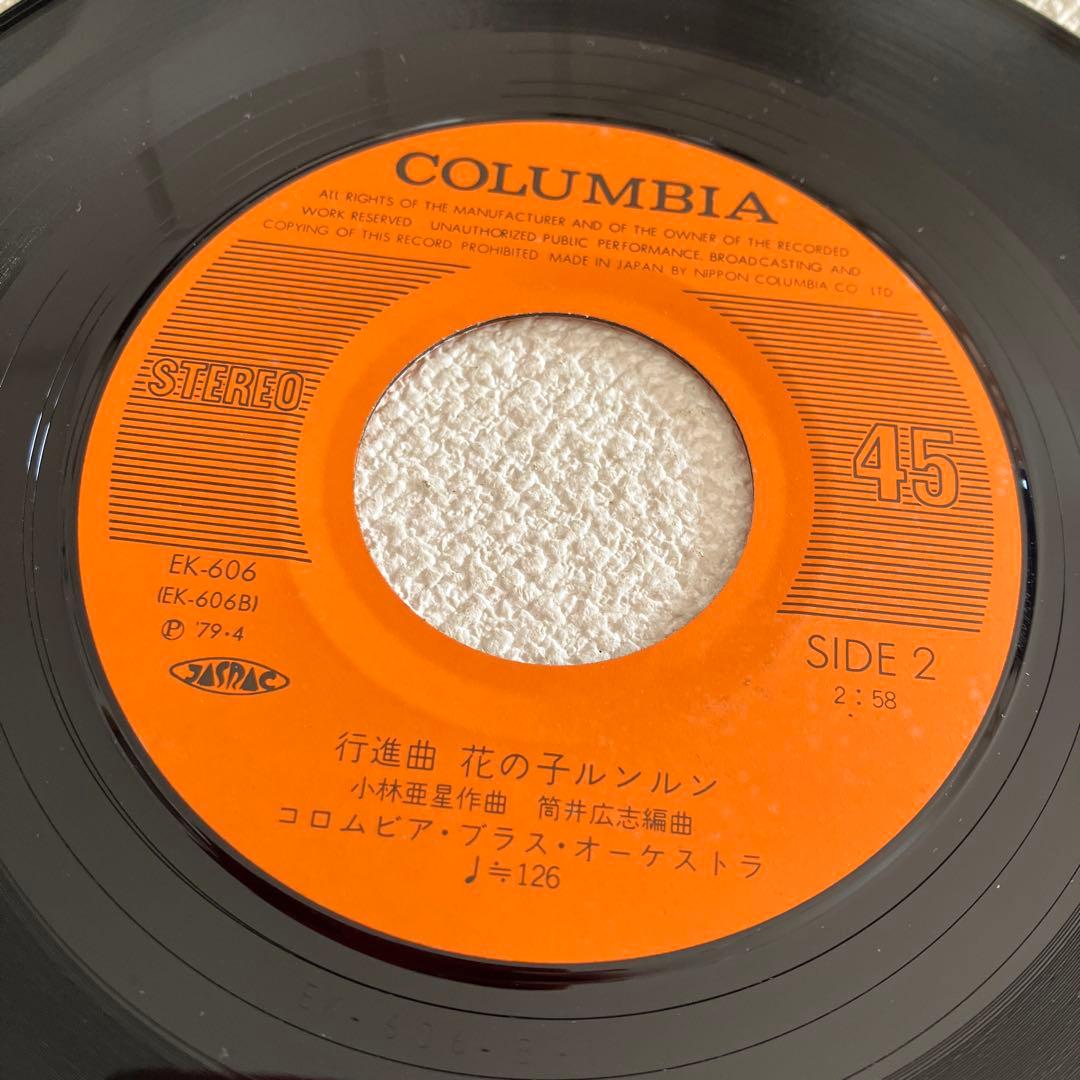 COLUMBIA
ALL RIGHTS OF THE MANUFACTURER AND OF THE OWNER OF THE RECORDED
WORK RESERVED UNAUTHORIZED PUBLIC PERFORMANCE. BROADCASTING AND
COPYING OF THIS RECORD PROHIBITED MADE IN JAPAN BY NIPPON COLUMBIA CO LTD
STEREO
45
EK-606
(EK-606B)
Ⓟ '79・4
JASRAC
SIDE 2
2:58
行進曲 花の子ルンルン
小林亜星作曲 筒井広志編曲
コロムビア・ブラス・オーケストラ
♩≒126
EK-606-B